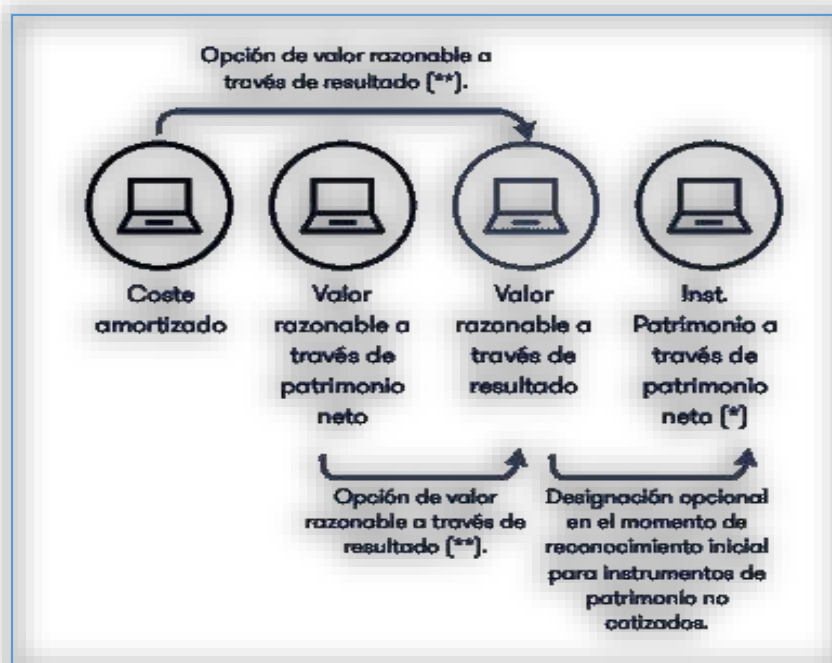 Opción de valor razonable a
través de resultado (**).
Coste
amortizado
Valor
razonable a
través de
patrimonio
neto
Valor
razonable a
través de
resultado
Inst.
Patrimonio a
través de
patrimonio
neta (*)
Opción de valor
razonable a través de
resultado (**).
Designación opcional
en el momento de
reconocimiento inicial
para instrumentos de
patrimonio no
cotizados.